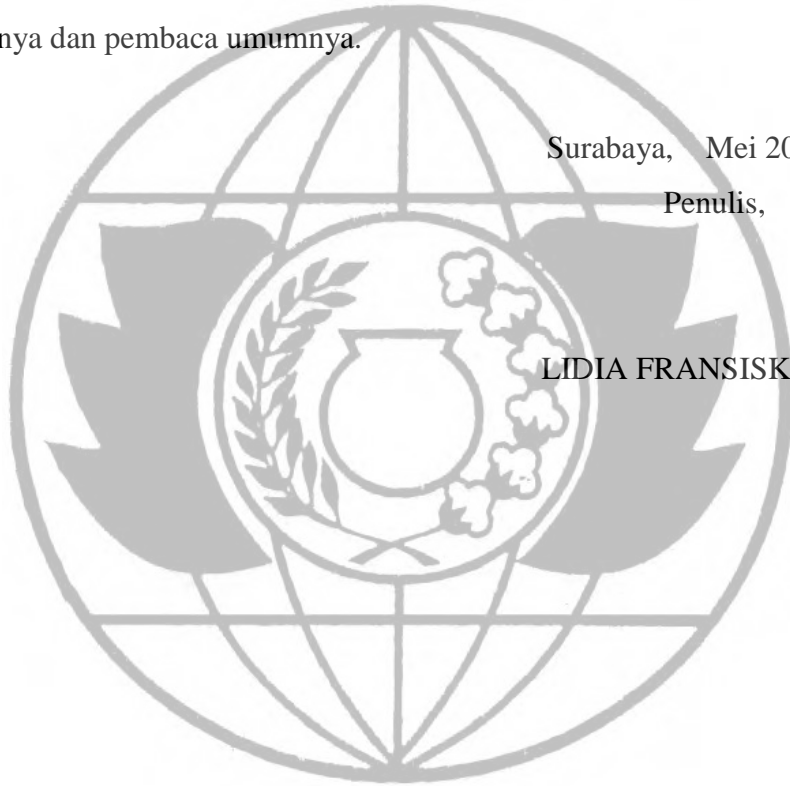 nya dan pembaca umumnya.
Surabaya, Mei 20
Penulis,
LIDIA FRANSISK